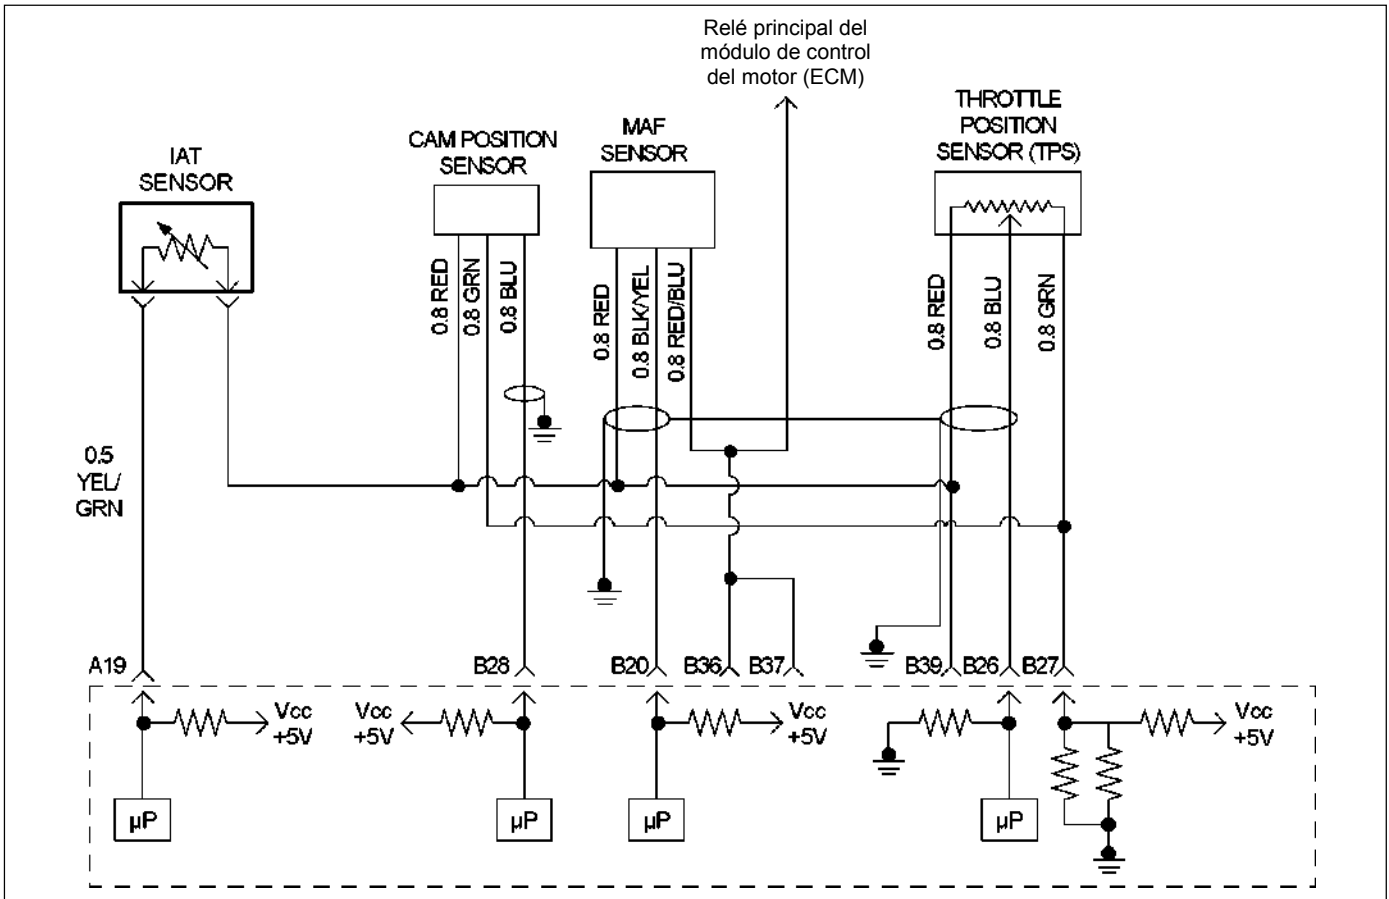 Relé principal del
módulo de control
del motor (ECM)
THROTTLE
POSITION
SENSOR (TPS)
MAF
SENSOR
CAM POSITION
SENSOR
IAT
SENSOR
0.8 RED
0.8 GRN
0.8 BLU
0.8 RED
0.8 BLK/YEL
0.8 RED/BLU
0.8 RED
0.8 BLU
0.8 GRN
0.5
YEL/
GRN
A19
B28
B20
B36
B37
B39
B26
B27
Vcc
+5V
Vcc
+5V
Vcc
+5V
Vcc
+5V
µP
µP
µP
µP